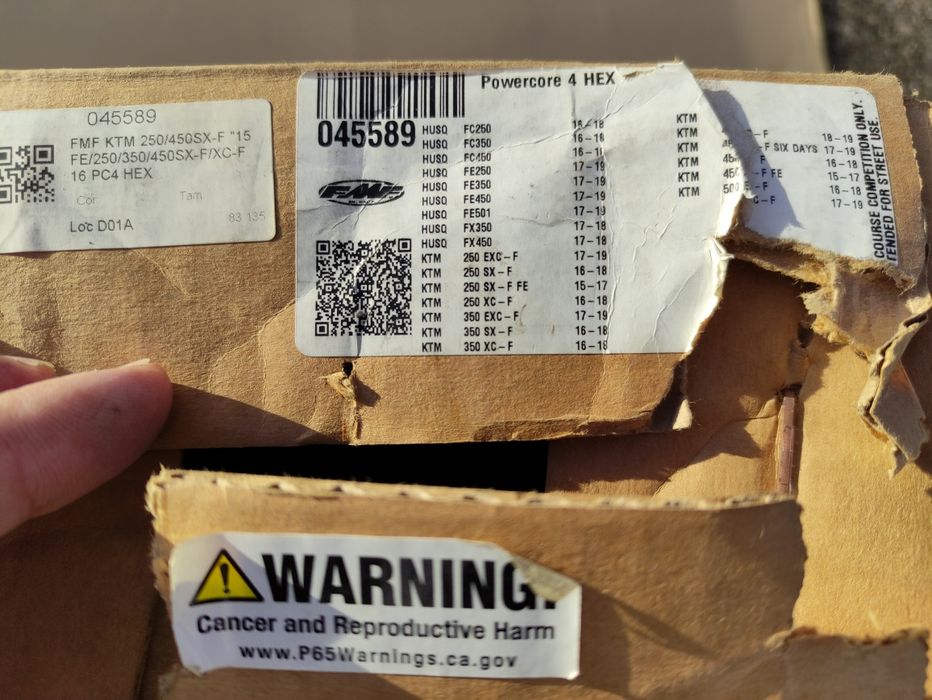 045589
FMF KTM 250/450SX-F "15
FE/250/350/450SX-F/XC-F
16 PC4 HEX
Cor Tam
83 135
Loc D01A
Powercore 4 HEX
045589
FMF
HUSQ FC250 16-18
HUSQ FC350 16-18
HUSQ FC450 16-18
HUSQ FE250 17-19
HUSQ FE350 17-19
HUSQ FE450 17-19
HUSQ FE501 17-19
HUSQ FX350 17-18
HUSQ FX450 17-18
KTM 250 EXC-F 17-19
KTM 250 SX-F 16-18
KTM 250 SX-F FE 15-17
KTM 250 XC-F 16-18
KTM 350 EXC-F 17-19
KTM 350 SX-F 16-18
KTM 350 XC-F 16-18
KTM -F 18-19
KTM -F SIX DAYS 17-19
KTM F 16-18
KTM F FE 15-17
KTM -F 16-18
KTM C-F 17-19
COURSE COMPETITION ONLY.
TENDED FOR STREET USE.
WARNING:
Cancer and Reproductive Harm
www.P65Warnings.ca.gov